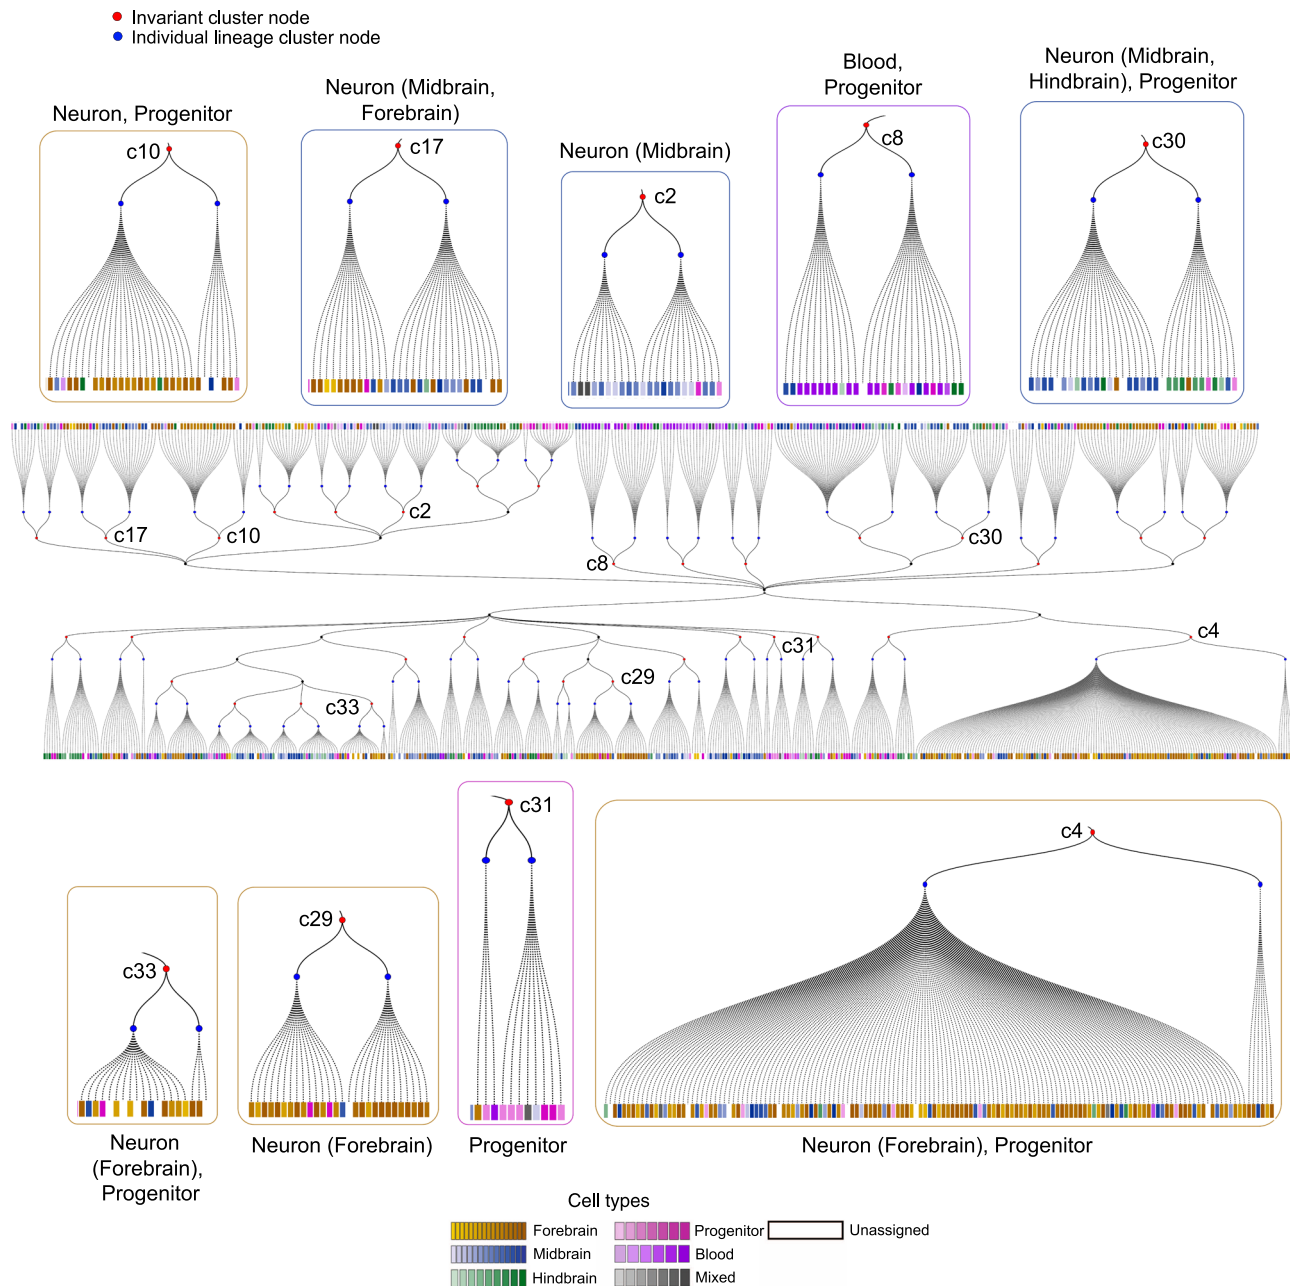 Invariant cluster node
Individual lineage cluster node
Neuron, Progenitor
Neuron (Midbrain,
Forebrain)
Neuron (Midbrain)
Blood,
Progenitor
Neuron (Midbrain,
Hindbrain), Progenitor
c10
c17
c2
c8
c30
c2
c17
c10
c30
c8
c4
c31
c29
c33
c31
c4
c29
c33
Neuron
(Forebrain),
Progenitor
Neuron (Forebrain)
Progenitor
Neuron (Forebrain), Progenitor
Cell types
Forebrain
Progenitor
Unassigned
Midbrain
Blood
Hindbrain
Mixed